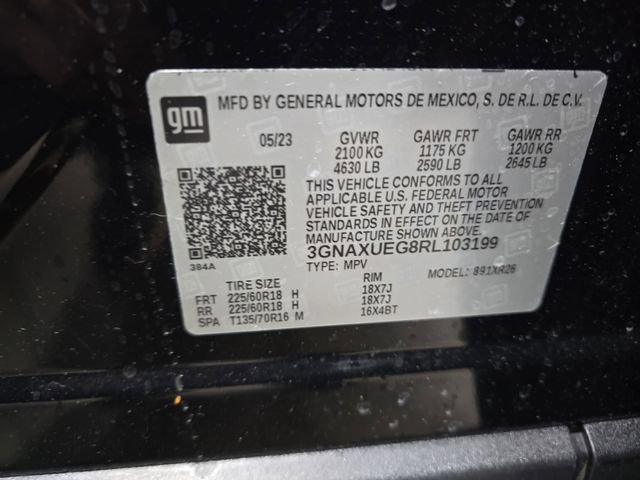 gm
MFD BY GENERAL MOTORS DE MEXICO, S. DE R.L. DE C.V.
05/23 GVWR GAWR FRT GAWR RR
2100 KG 1175 KG 1200 KG
4630 LB 2590 LB 2645 LB
THIS VEHICLE CONFORMS TO ALL
APPLICABLE U.S. FEDERAL MOTOR
VEHICLE SAFETY AND THEFT PREVENTION
STANDARDS IN EFFECT ON THE DATE OF
MANUFACTURE SHOWN ABOVE.
3GNAXUEG8RL103199
384A
TYPE: MPV MODEL: 891XR26
TIRE SIZE RIM
FRT 225/60R18 H 18X7J
RR 225/60R18 H 18X7J
SPA T135/70R16 M 16X4BT